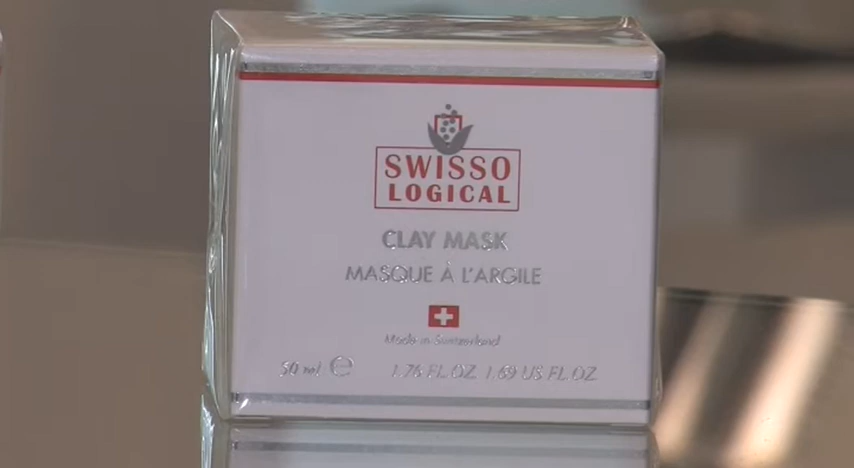 SWISSO
LOGICAL
CLAY MASK
MASQUE À L'ARGILE
Made in Switzerland
50 ml ℮ 1.76 FL.OZ 1.69 US FL.OZ